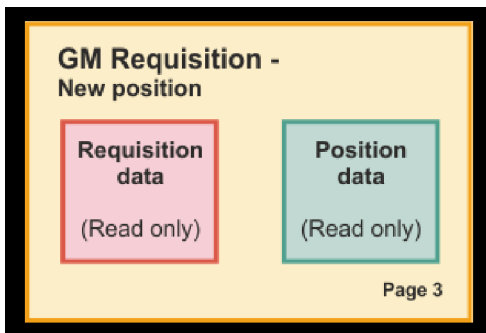 GM Requisition -
New position
Requisition
data
(Read only)
Position
data
(Read only)
Page 3